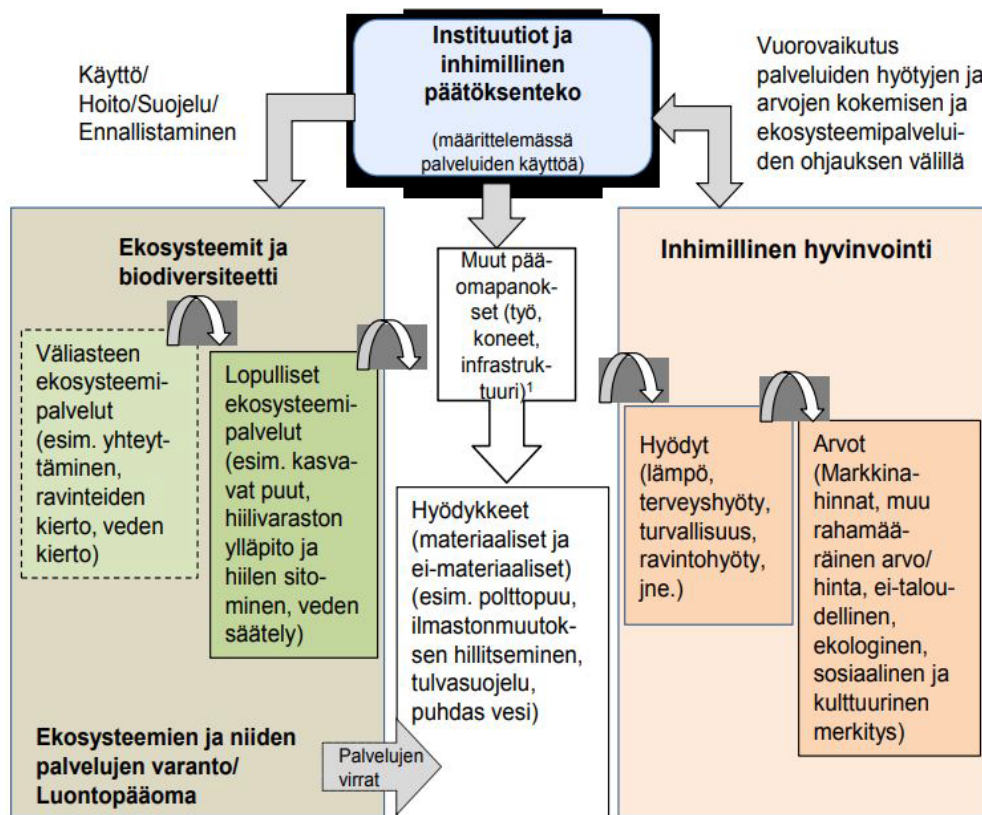 Instituutiot ja
inhimillinen
päätöksenteko
(määrittelemässä
palveluiden käyttöä)
Käyttö/
Hoito/Suojelu/
Ennallistaminen
Vuorovaikutus
palveluiden hyötyjen ja
arvojen kokemisen ja
ekosysteemipalvelui-
den ohjauksen välillä
Ekosysteemit ja
biodiversiteetti
Väliasteen
ekosysteemi-
palvelut
(esim. yhteyt-
täminen,
ravinteiden
kierto, veden
kierto)
Lopulliset
ekosysteemi-
palvelut
(esim. kasva-
vat puut,
hiilivaraston
ylläpito ja
hiilen sito-
minen, veden
säätely)
Ekosysteemien ja niiden
palvelujen varanto/
Luontopääoma
Palvelujen
virrat
Muut pää-
omapanok-
set (työ,
koneet,
infrastruk-
tuuri)¹
Hyödykkeet
(materiaaliset ja
ei-materiaaliset)
(esim. polttopuu,
ilmastonmuutok-
sen hillitseminen,
tulvasuojelu,
puhdas vesi)
Inhimillinen hyvinvointi
Hyödyt
(lämpö,
terveyshyöty,
turvallisuus,
ravintohyöty,
jne.)
Arvot
(Markkina-
hinnat, muu
rahamää-
räinen arvo/
hinta, ei-talou-
dellinen,
ekologinen,
sosiaalinen ja
kulttuurinen
merkitys)